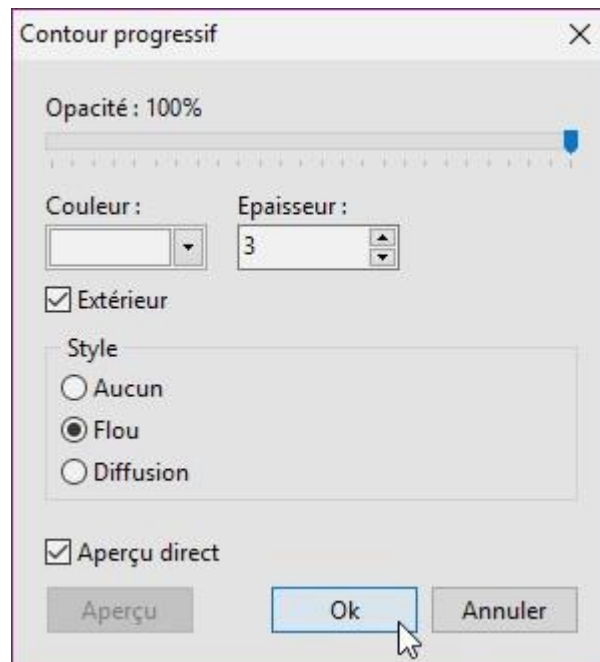 Contour progressif
Opacité : 100%
Couleur : Epaisseur :
3
Extérieur
Style
Aucun
Flou
Diffusion
Aperçu direct
Aperçu Ok Annuler